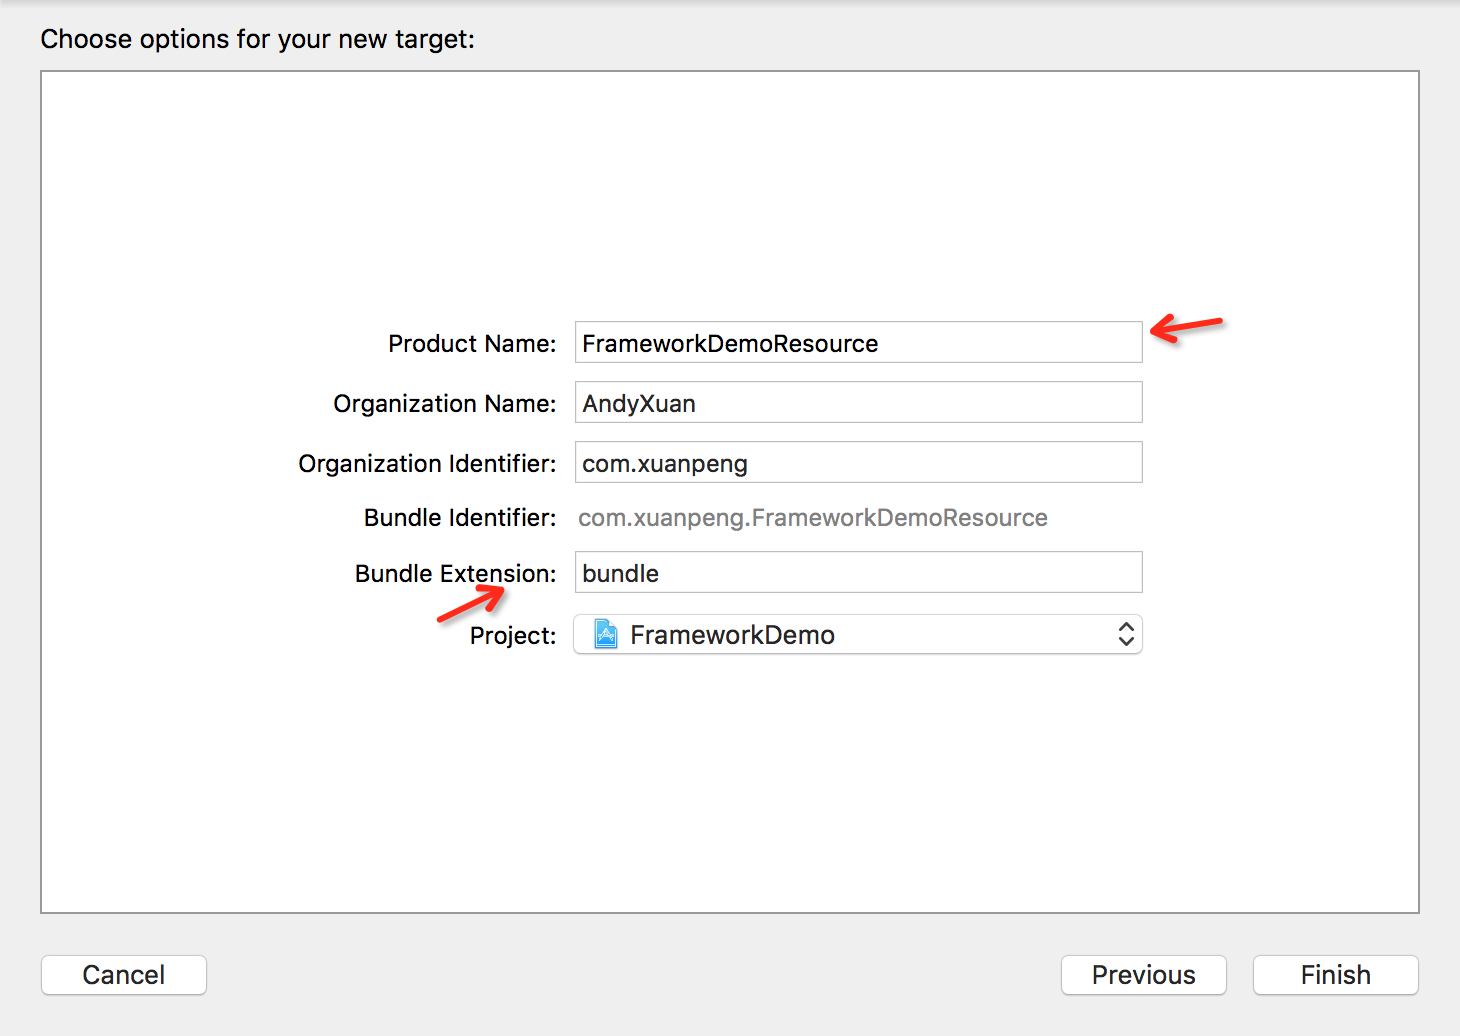 Choose options for your new target:
Product Name: FrameworkDemoResource
Organization Name: AndyXuan
Organization Identifier: com.xuanpeng
Bundle Identifier: com.xuanpeng.FrameworkDemoResource
Bundle Extension: bundle
Project: FrameworkDemo
Cancel Previous Finish